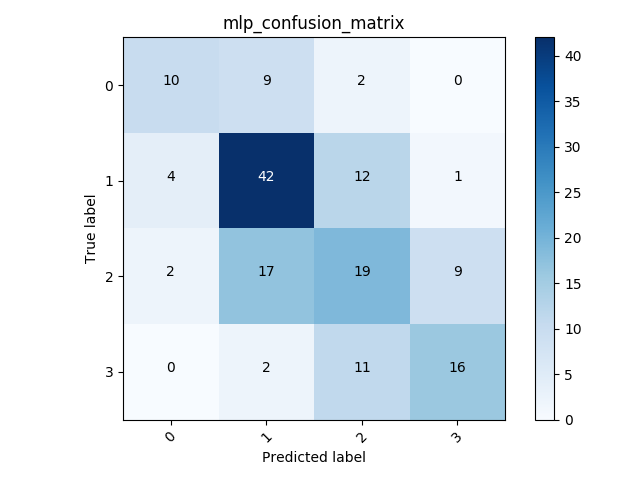 mlp_confusion_matrix
0 10 9 2 0
1 4 42 12 1
2 2 17 19 9
3 0 2 11 16
0 1 2 3
True label
Predicted label
40
35
30
25
20
15
10
5
0